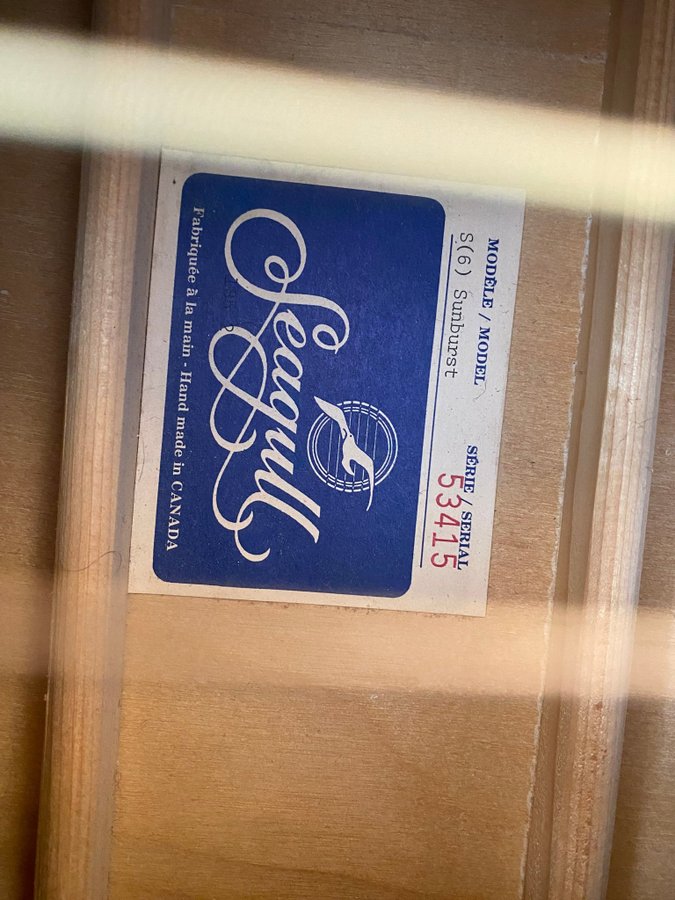 MODÈLE / MODEL
S(6) Sunburst
SÉRIE/SERIAL
53415
Seagull
Fabriquée à la main - Hand made in CANADA